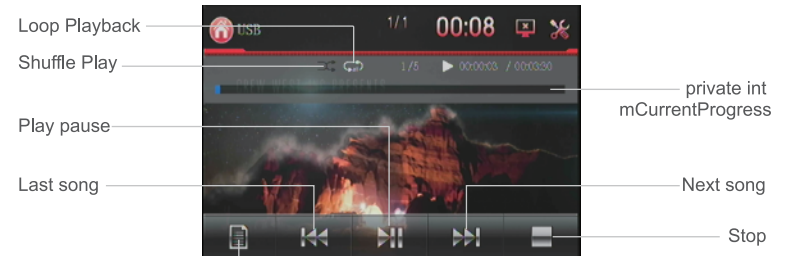 Loop Playback
USB
1/1
00:08
Shuffle Play
1/5
00:00:03 / 00:03:30
private int
mCurrentProgress
Play pause
Last song
Next song
Stop